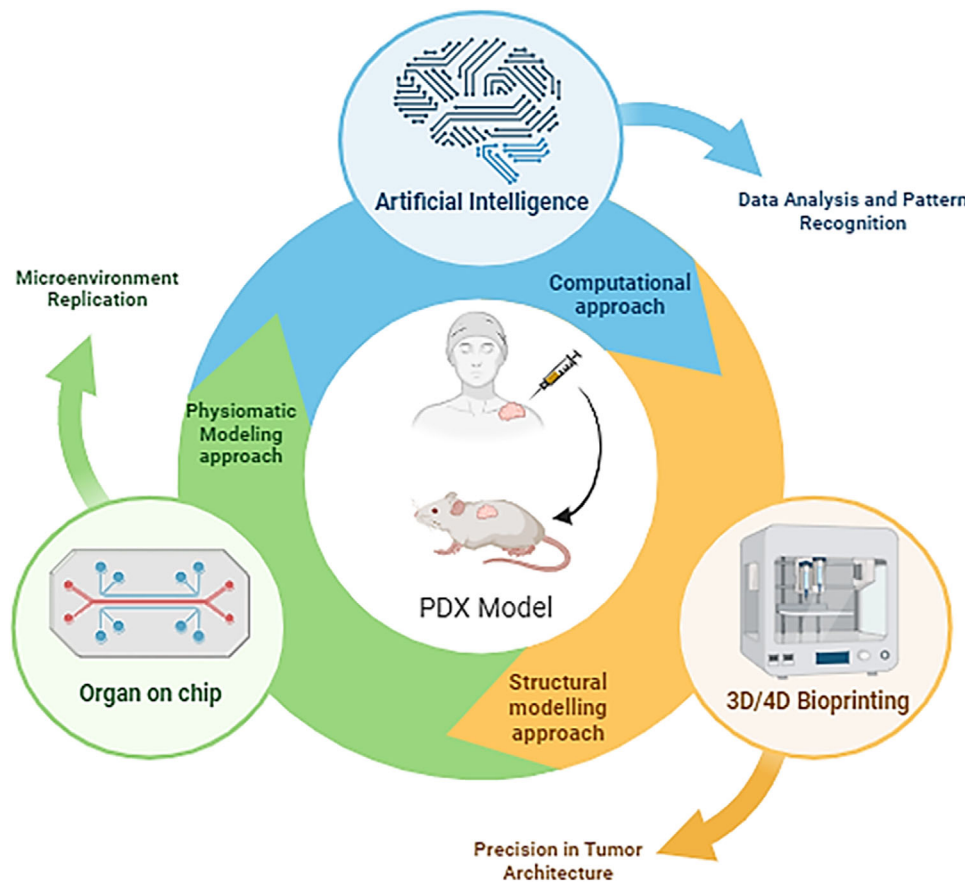 Artificial Intelligence
Data Analysis and Pattern
Recognition
Computational
approach
Microenvironment
Replication
Physiomatic
Modeling
approach
PDX Model
Organ on chip
Structural
modelling
approach
3D/4D Bioprinting
Precision in Tumor
Architecture